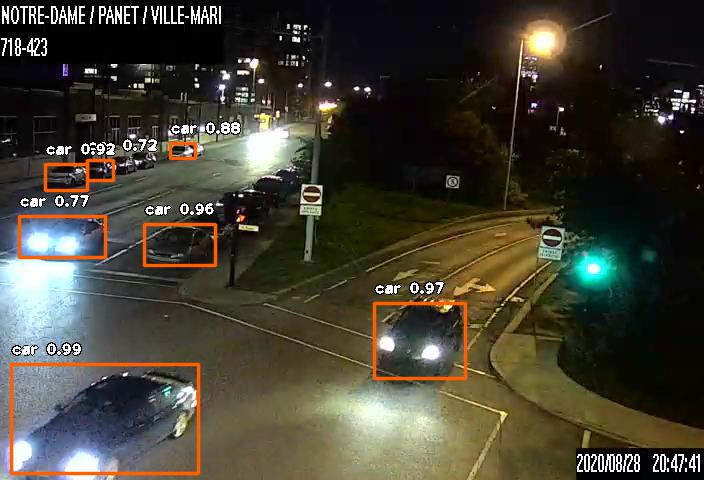 NOTRE-DAME / PANET / VILLE-MARI
718-423
car 0.88
car 0.92
0.72
car 0.77
car 0.96
car 0.97
car 0.99
2020/08/28 20:47:41